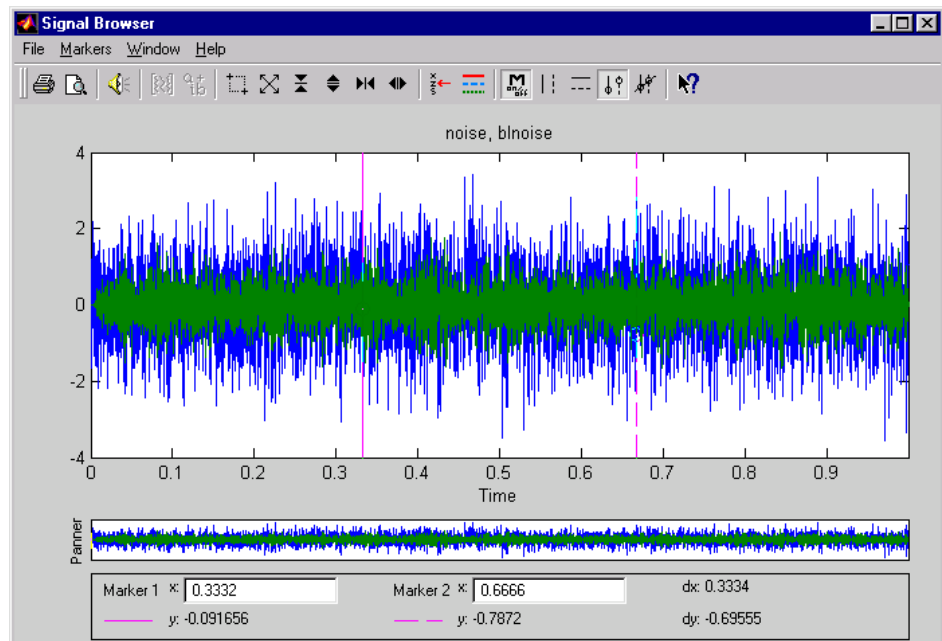 Signal Browser
File Markers Window Help
M
on/off
noise, blnoise
4
2
0
-2
-4
0 0.1 0.2 0.3 0.4 0.5 0.6 0.7 0.8 0.9
Time
Panner
Marker 1 x: 0.3332 Marker 2 x: 0.6666 dx: 0.3334
y: -0.091656 y: -0.7872 dy: -0.69555